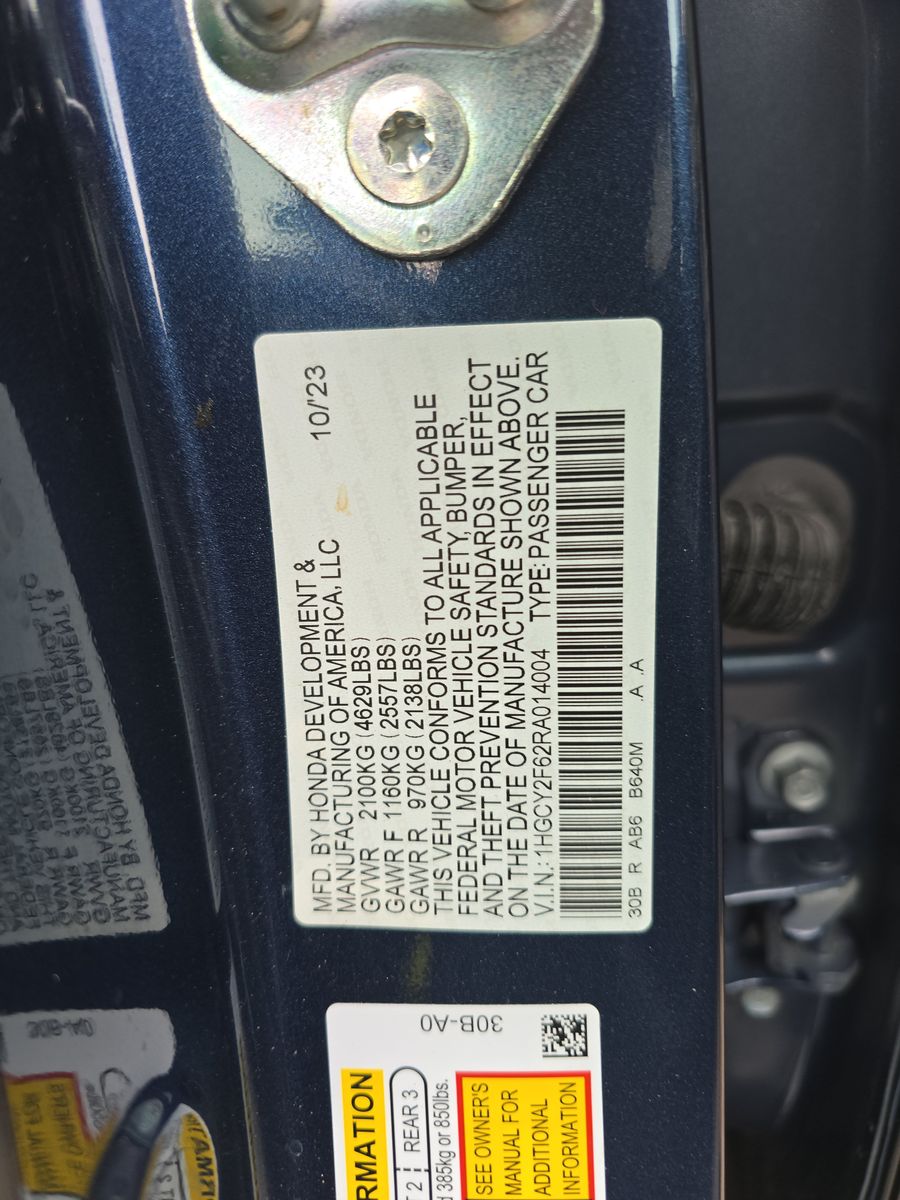 MFD. BY HONDA DEVELOPMENT &
MANUFACTURING OF AMERICA, LLC 10/'23
GVWR 2100KG (4629LBS)
GAWR F 1160KG (2557LBS)
GAWR R 970KG (2138LBS)
THIS VEHICLE CONFORMS TO ALL APPLICABLE
FEDERAL MOTOR VEHICLE SAFETY, BUMPER,
AND THEFT PREVENTION STANDARDS IN EFFECT
ON THE DATE OF MANUFACTURE SHOWN ABOVE.
V.I.N.: 1HGCY2F62RA014004 TYPE:PASSENGER CAR
30B R AB6 B640M .A .A
30B-A0
RMATION
T 2 REAR 3
d 385kg or 850lbs.
SEE OWNER'S
MANUAL FOR
ADDITIONAL
INFORMATION